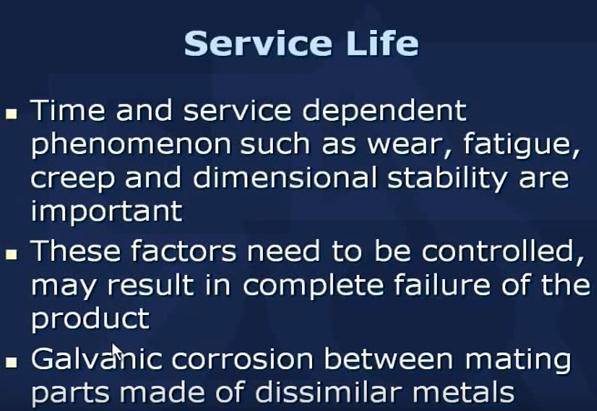 Service Life
Time and service dependent
phenomenon such as wear, fatigue,
creep and dimensional stability are
important
These factors need to be controlled,
may result in complete failure of the
product
Galvanic corrosion between mating
parts made of dissimilar metals